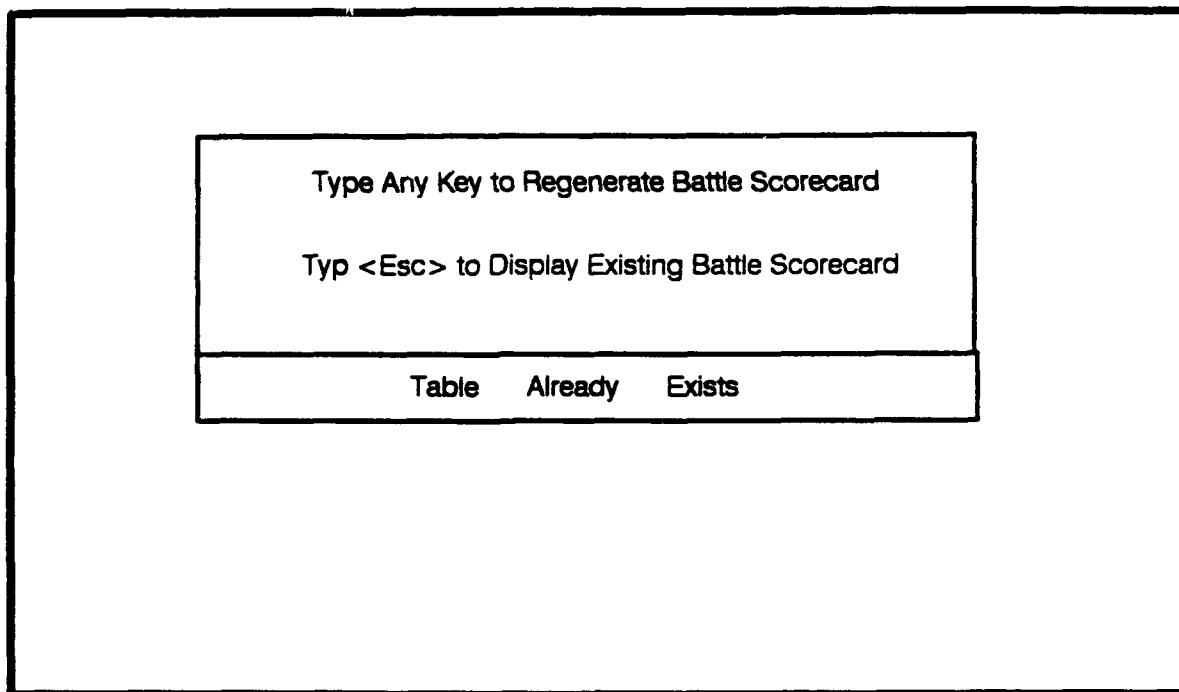 Type Any Key to Regenerate Battle Scorecard
Typ <Esc> to Display Existing Battle Scorecard
Table Already Exists